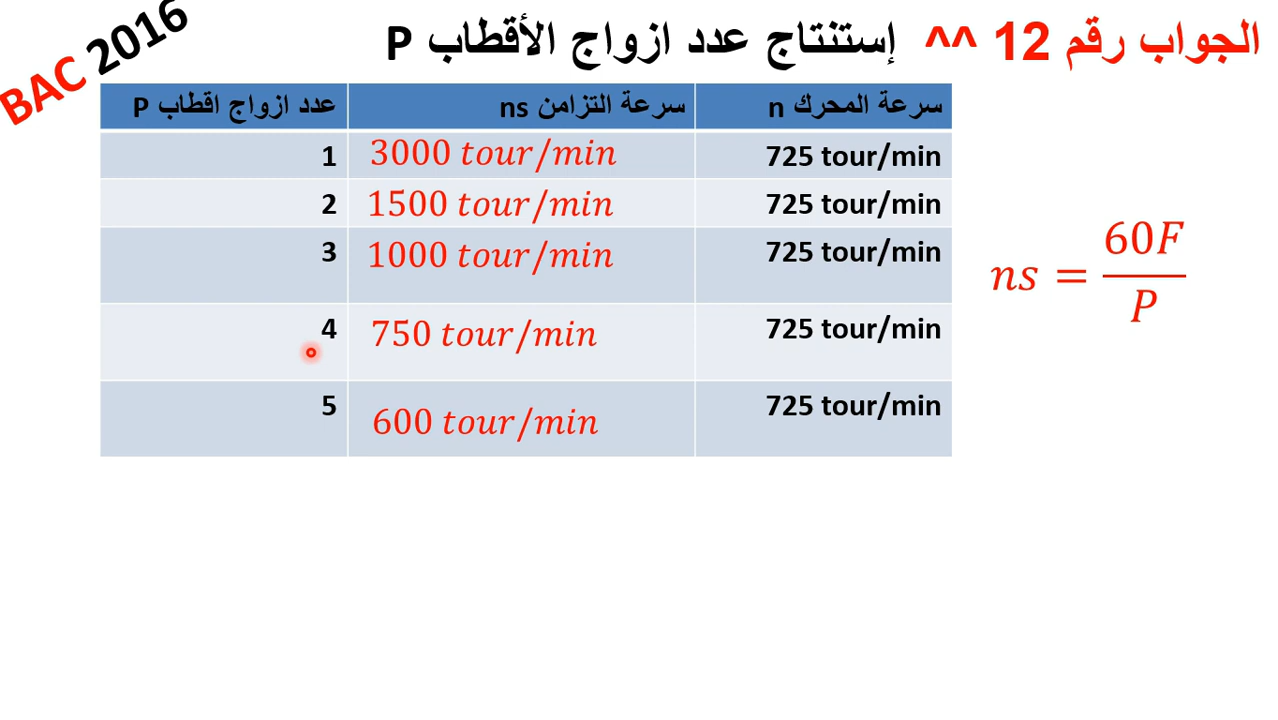 BAC 2016
الجواب رقم 12 ^^ إستنتاج عدد ازواج الأقطاب P
سرعة المحرك n سرعة التزامن ns عدد ازواج اقطاب P
725 tour/min 3000 tour/min 1
725 tour/min 1500 tour/min 2
725 tour/min 1000 tour/min 3
725 tour/min 750 tour/min 4
725 tour/min 600 tour/min 5
ns = 60F / P